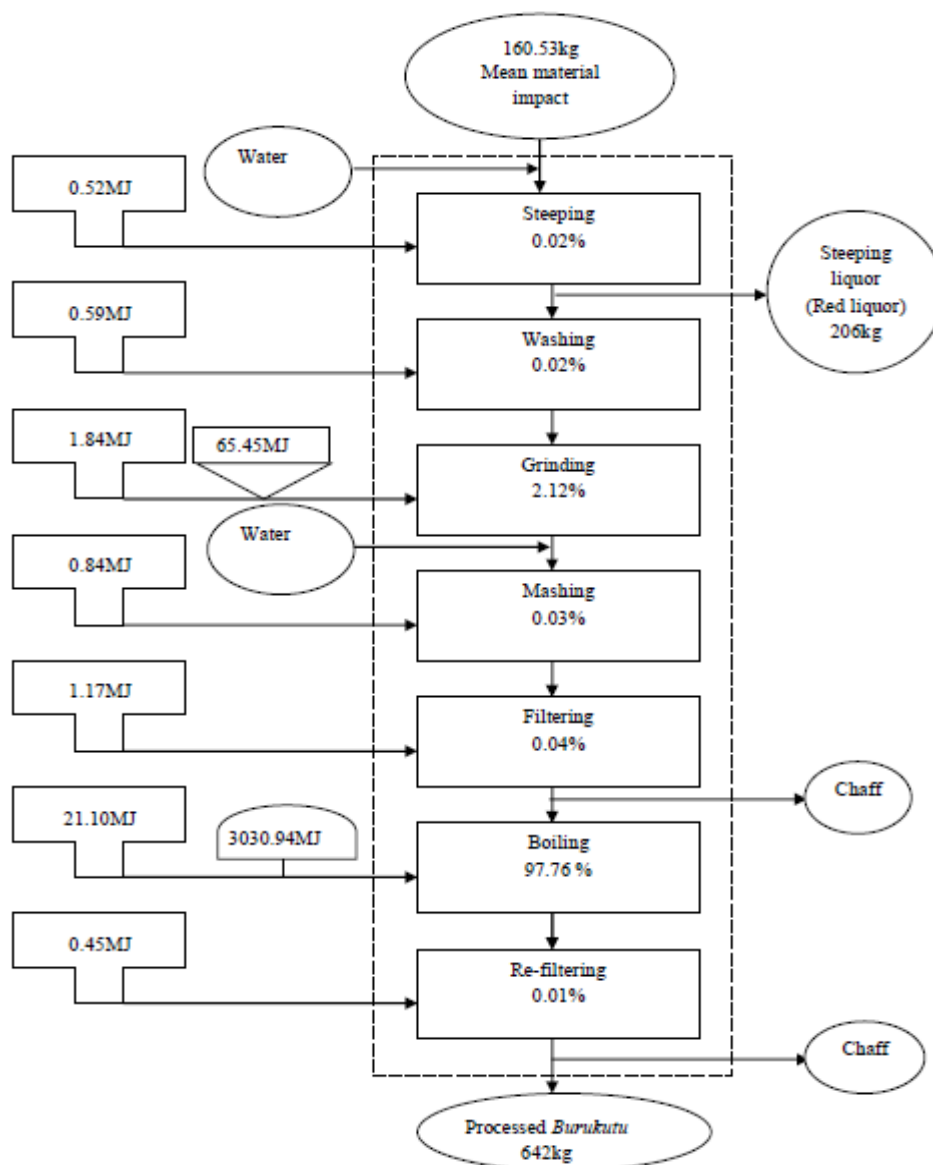 160.53kg
Mean material
impact
Water
0.52MJ
Steeping
0.02%
Steeping
liquor
(Red liquor)
206kg
0.59MJ
Washing
0.02%
1.84MJ
65.45MJ
Grinding
2.12%
Water
0.84MJ
Mashing
0.03%
1.17MJ
Filtering
0.04%
Chaff
21.10MJ
3030.94MJ
Boiling
97.76 %
0.45MJ
Re-filtering
0.01%
Chaff
Processed Burukutu
642kg